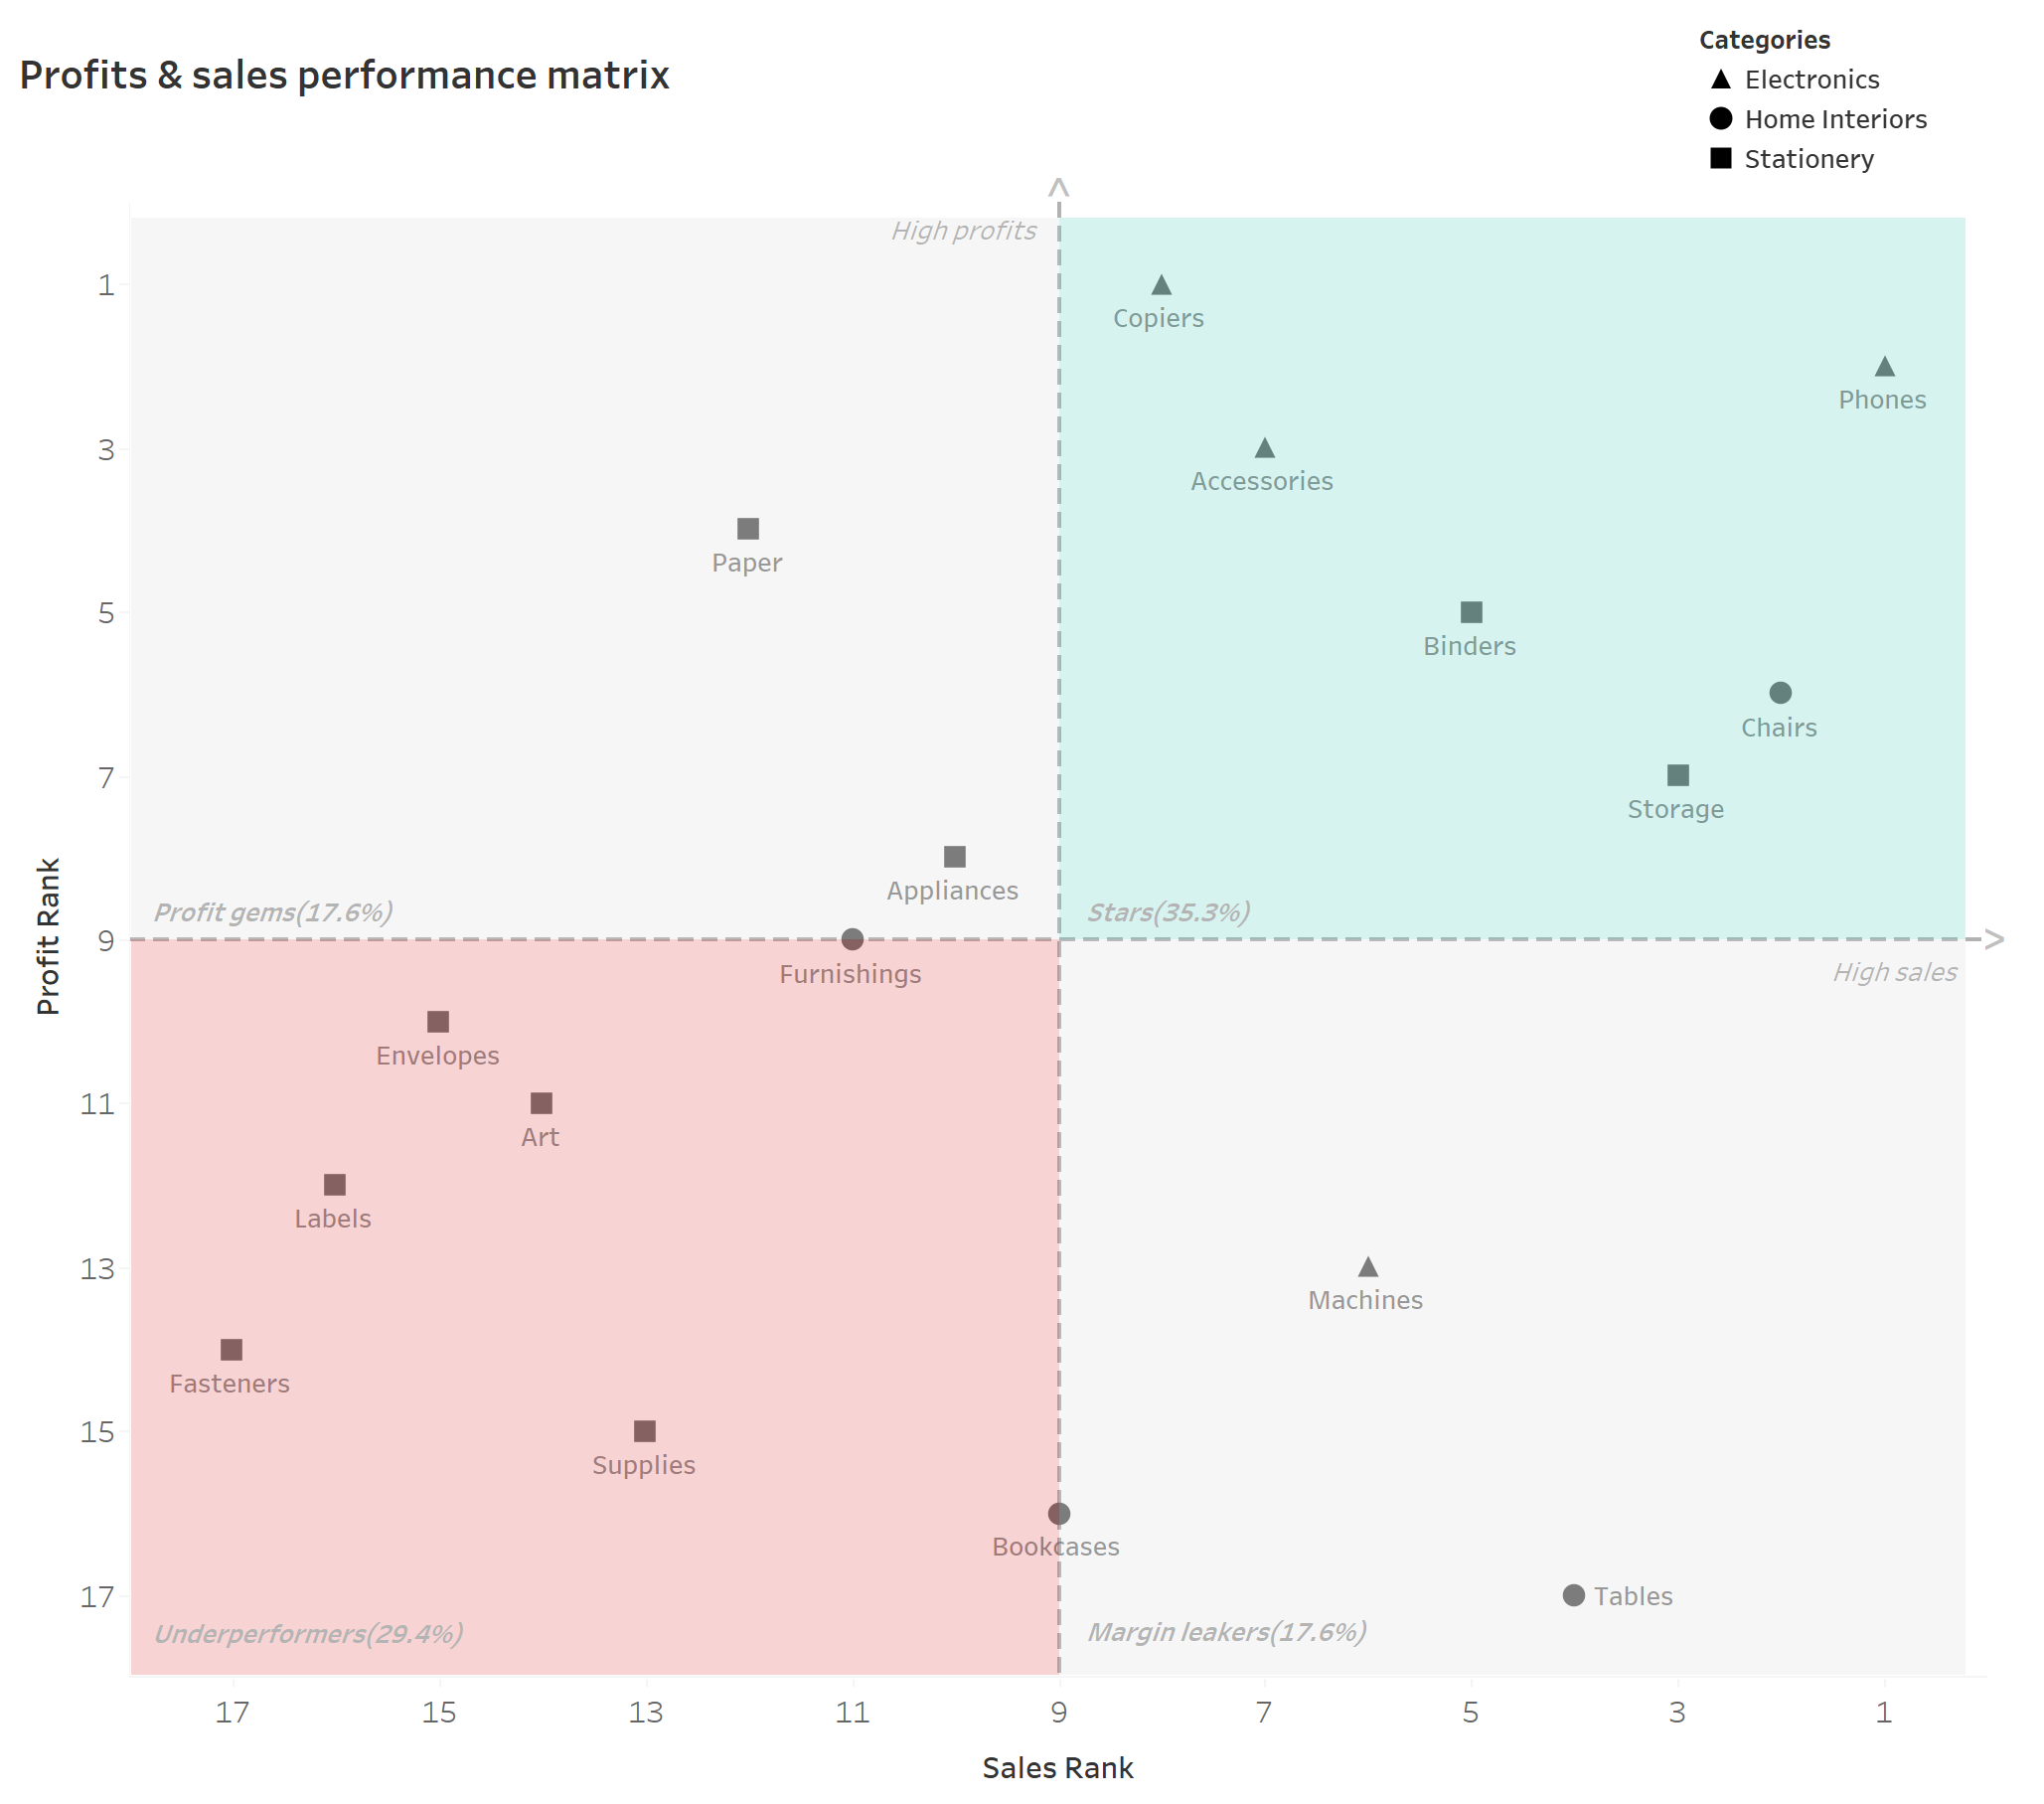 Profits & sales performance matrix
Categories
Electronics
Home Interiors
Stationery
High profits
1
Copiers
Phones
3
Accessories
Paper
5
Binders
Chairs
7
Storage
Appliances
Profit gems(17.6%)
Stars(35.3%)
9
Profit Rank
Furnishings
High sales
Envelopes
11
Art
Labels
13
Machines
Fasteners
15
Supplies
Bookcases
17
Tables
Underperformers(29.4%)
Margin leakers(17.6%)
17 15 13 11 9 7 5 3 1
Sales Rank